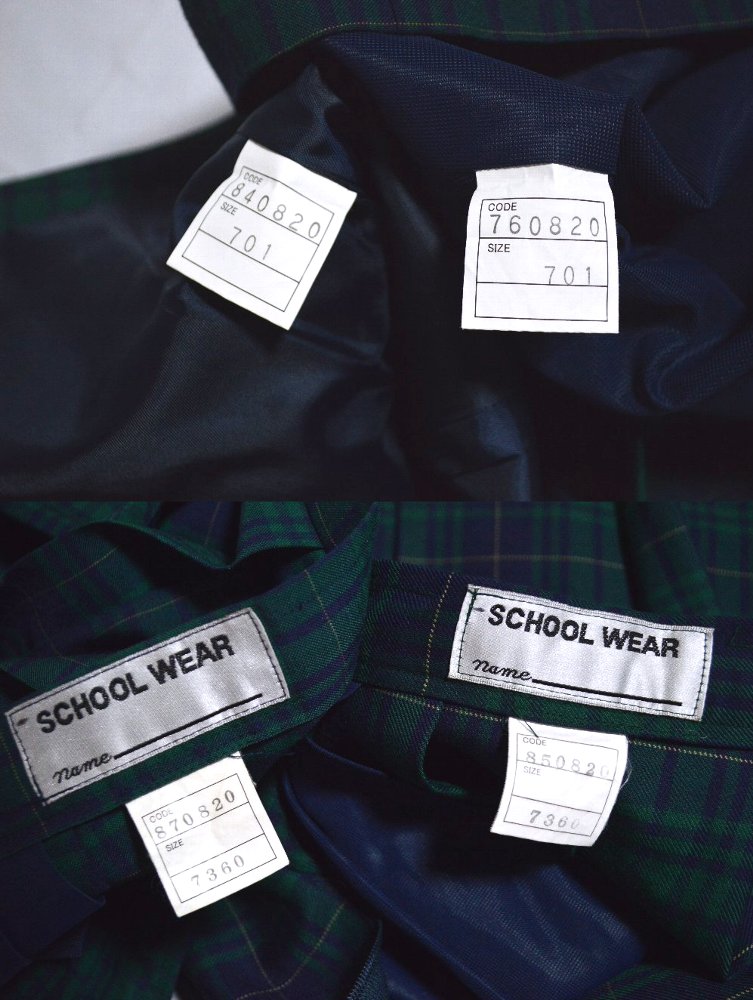 CODE
840820
SIZE
701
CODE
760820
SIZE
701
SCHOOL WEAR
name
CODE
870820
SIZE
7360
SCHOOL WEAR
name
CODE
850820
SIZE
7360